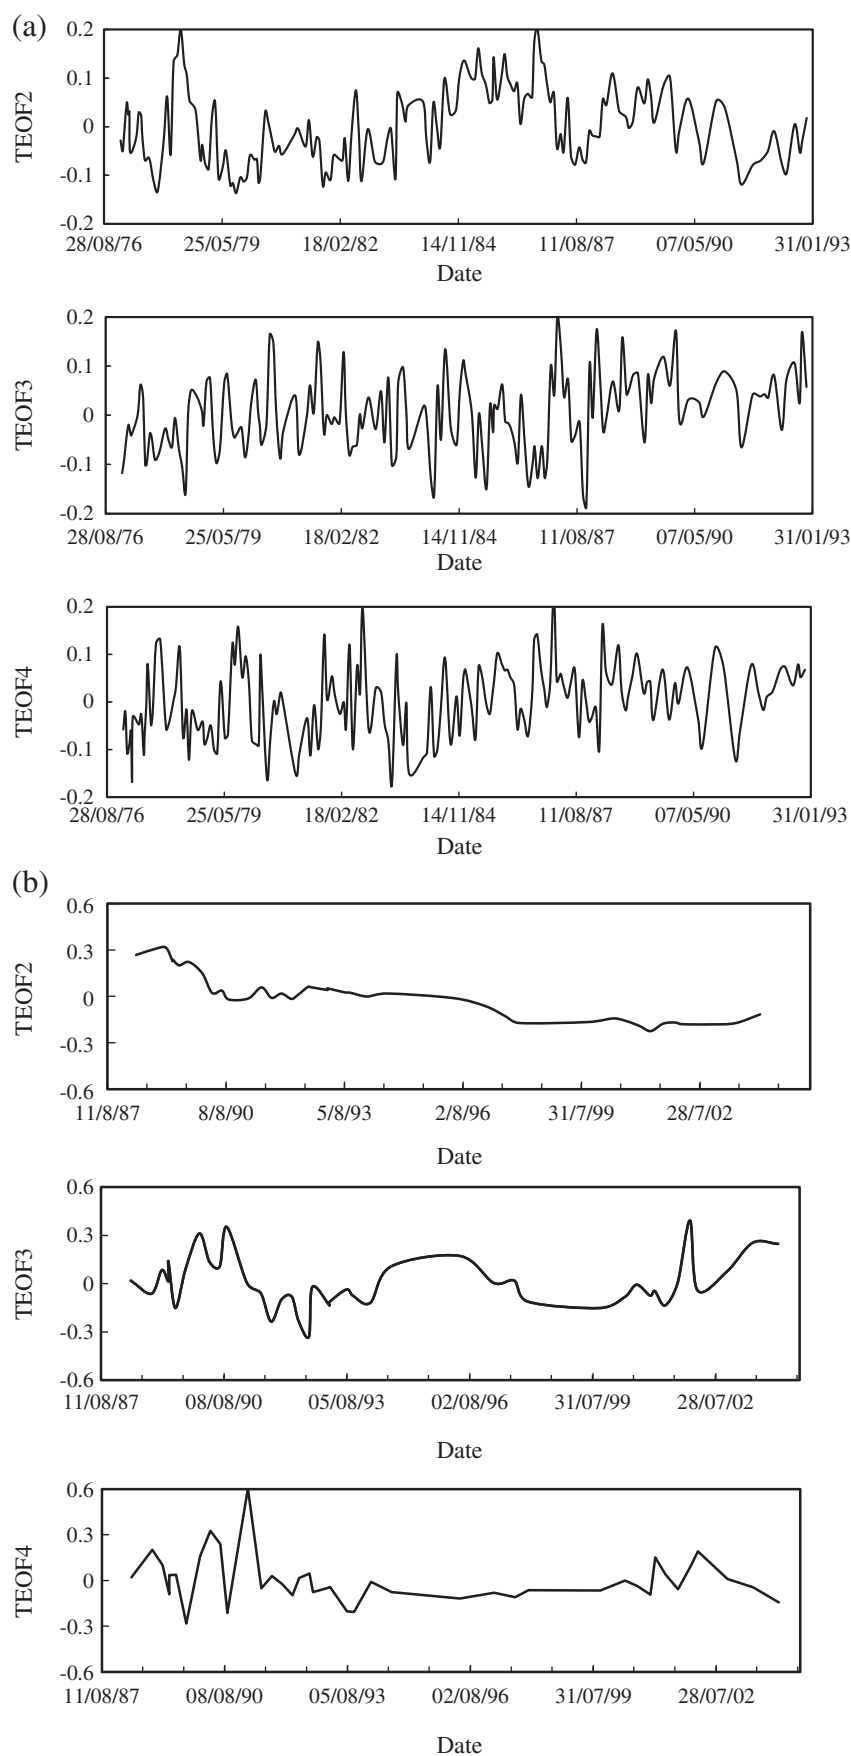 (a)
TEOF2
0.2
0.1
0
-0.1
-0.2
28/08/76 25/05/79 18/02/82 14/11/84 11/08/87 07/05/90 31/01/93
Date
TEOF3
0.2
0.1
0
-0.1
-0.2
28/08/76 25/05/79 18/02/82 14/11/84 11/08/87 07/05/90 31/01/93
Date
TEOF4
0.2
0.1
0
-0.1
-0.2
28/08/76 25/05/79 18/02/82 14/11/84 11/08/87 07/05/90 31/01/93
Date
(b)
TEOF2
0.6
0.3
0
-0.3
-0.6
11/8/87 8/8/90 5/8/93 2/8/96 31/7/99 28/7/02
Date
TEOF3
0.6
0.3
0
-0.3
-0.6
11/08/87 08/08/90 05/08/93 02/08/96 31/07/99 28/07/02
Date
TEOF4
0.6
0.3
0
-0.3
-0.6
11/08/87 08/08/90 05/08/93 02/08/96 31/07/99 28/07/02
Date